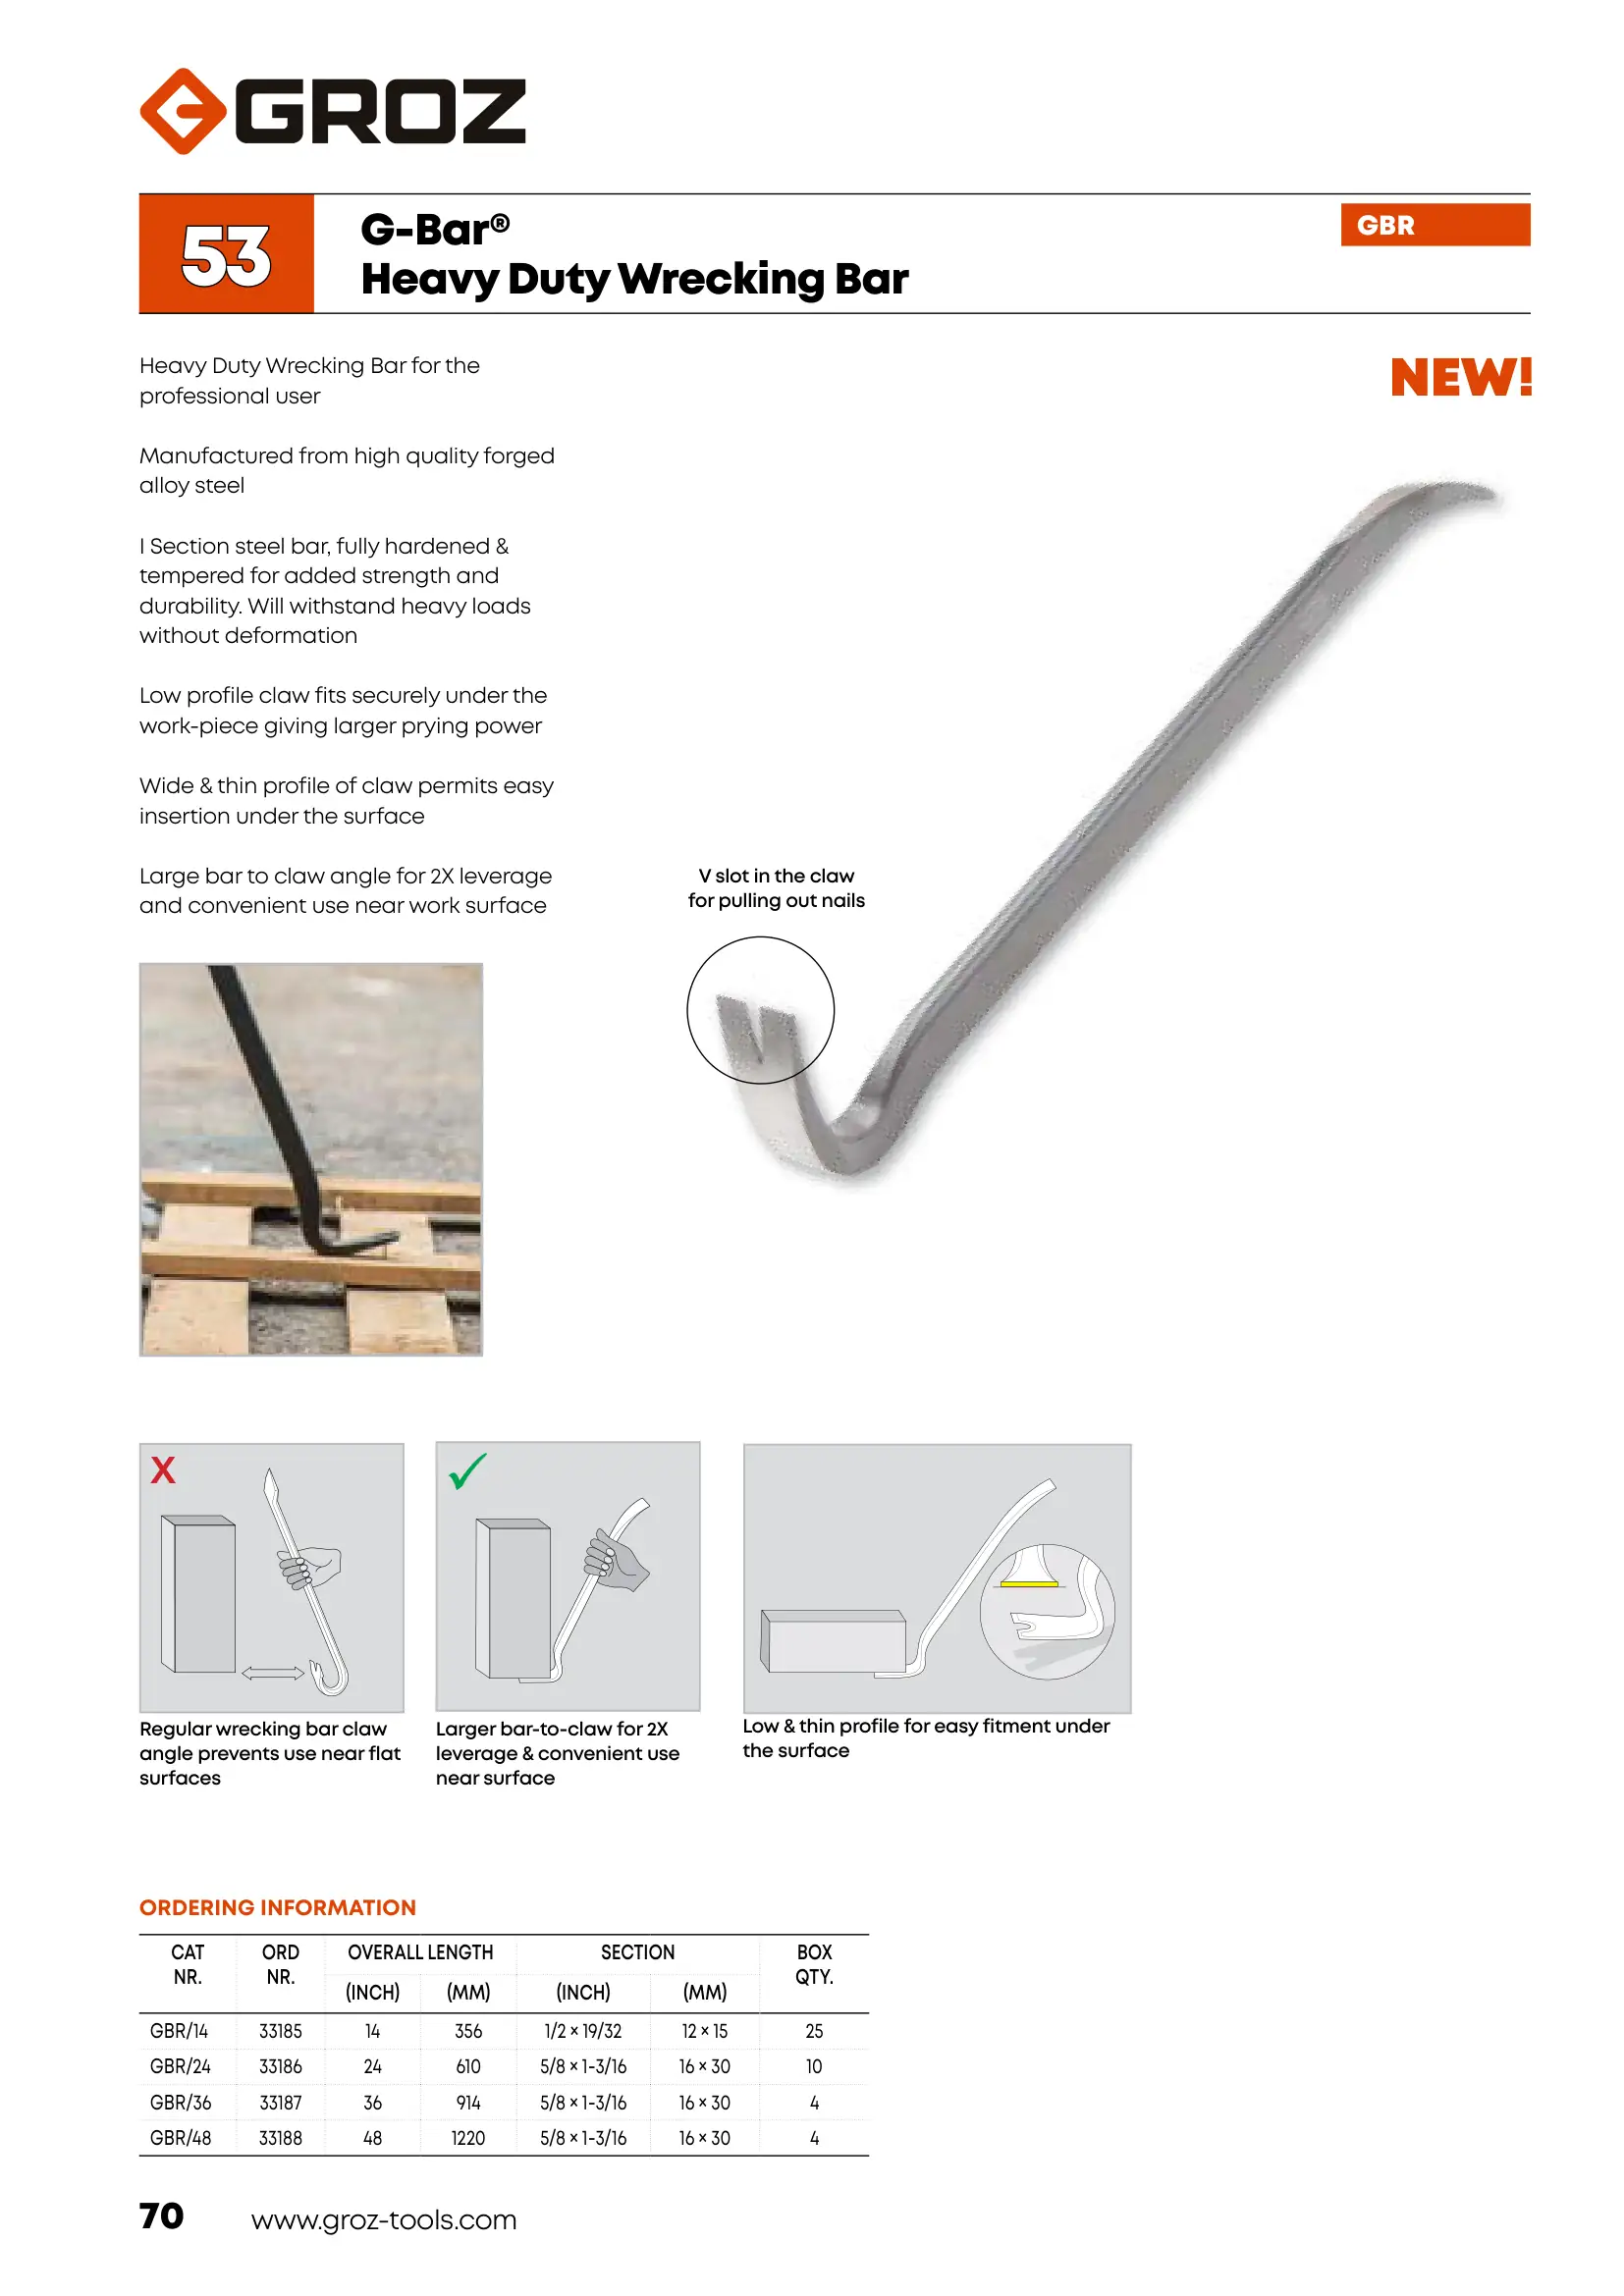 GROZ
53
G-Bar®
Heavy Duty Wrecking Bar
GBR
NEW!
Heavy Duty Wrecking Bar for the
professional user
Manufactured from high quality forged
alloy steel
I Section steel bar, fully hardened &
tempered for added strength and
durability. Will withstand heavy loads
without deformation
Low profile claw fits securely under the
work-piece giving larger prying power
Wide & thin profile of claw permits easy
insertion under the surface
Large bar to claw angle for 2X leverage
and convenient use near work surface
V slot in the claw
for pulling out nails
X
Regular wrecking bar claw
angle prevents use near flat
surfaces
Larger bar-to-claw for 2X
leverage & convenient use
near surface
Low & thin profile for easy fitment under
the surface
ORDERING INFORMATION
CAT NR. ORD NR. OVERALL LENGTH SECTION BOX QTY.
(INCH) (MM) (INCH) (MM)
GBR/14 33185 14 356 1/2 × 19/32 12 × 15 25
GBR/24 33186 24 610 5/8 × 1-3/16 16 × 30 10
GBR/36 33187 36 914 5/8 × 1-3/16 16 × 30 4
GBR/48 33188 48 1220 5/8 × 1-3/16 16 × 30 4
70 www.groz-tools.com